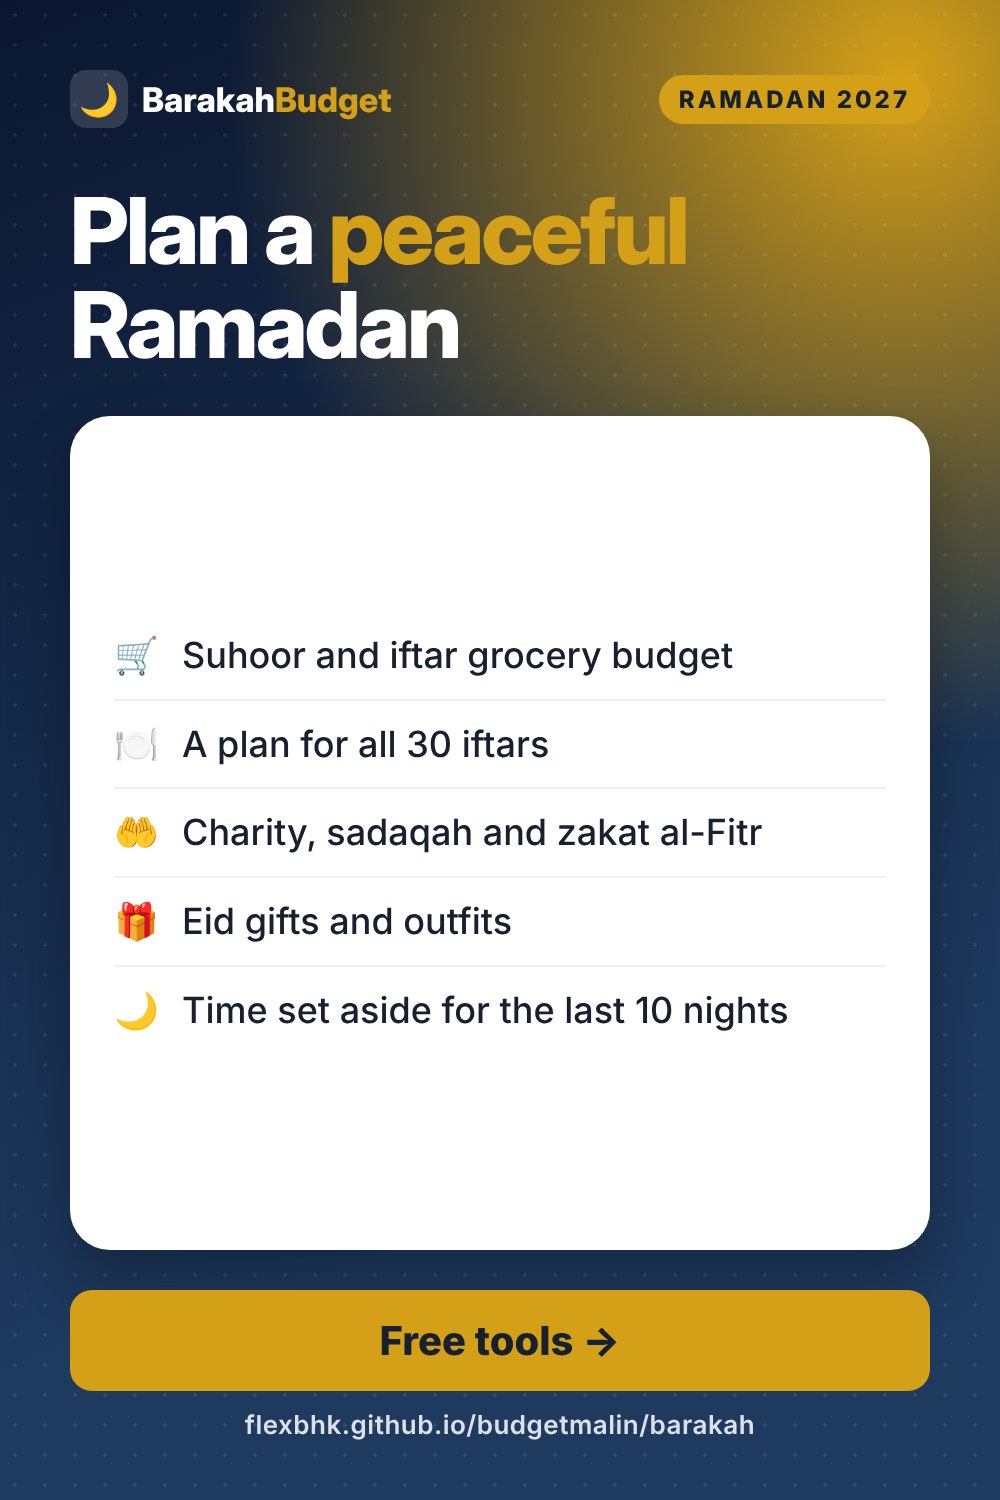 BarakahBudget
RAMADAN 2027
Plan a peaceful
Ramadan
Suhoor and iftar grocery budget
A plan for all 30 iftars
Charity, sadaqah and zakat al-Fitr
Eid gifts and outfits
Time set aside for the last 10 nights
Free tools →
flexbhk.github.io/budgetmalin/barakah